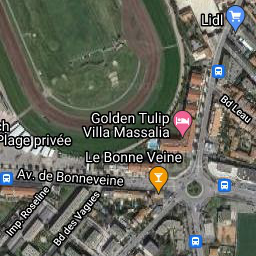 Lidl
Bd Leau
Golden Tulip
Villa Massalia
ch
Plage privée
Le Bonne Veine
Av. de Bonneveine
Imp. Roseline
Bd des Vagues